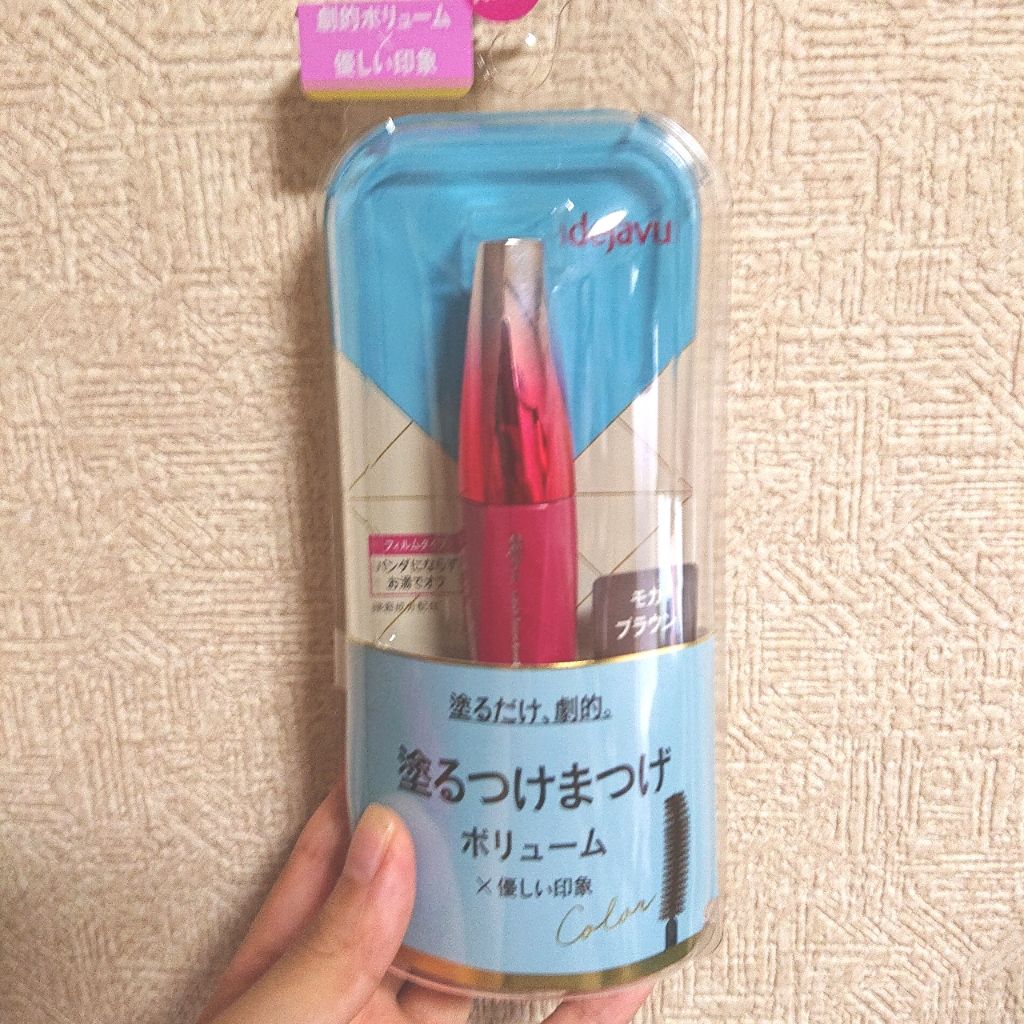 劇的ボリューム
×
優しい印象
dejavu
フィルムタイプ
パンダにならず
お湯でオフ
モカ
ブラウン
塗るだけ、劇的。
塗るつけまつげ
ボリューム
×優しい印象
Color